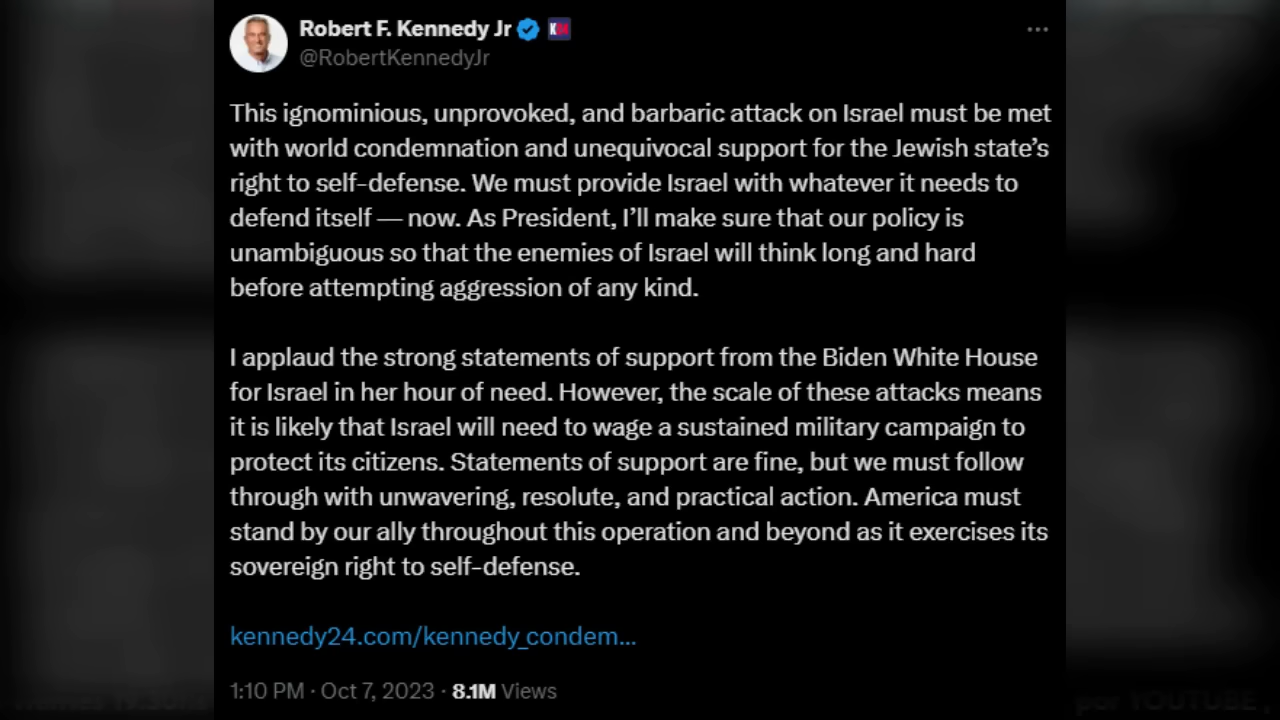 Robert F. Kennedy Jr
@RobertKennedyJr
This ignominious, unprovoked, and barbaric attack on Israel must be met
with world condemnation and unequivocal support for the Jewish state’s
right to self-defense. We must provide Israel with whatever it needs to
defend itself — now. As President, I’ll make sure that our policy is
unambiguous so that the enemies of Israel will think long and hard
before attempting aggression of any kind.
I applaud the strong statements of support from the Biden White House
for Israel in her hour of need. However, the scale of these attacks means
it is likely that Israel will need to wage a sustained military campaign to
protect its citizens. Statements of support are fine, but we must follow
through with unwavering, resolute, and practical action. America must
stand by our ally throughout this operation and beyond as it exercises its
sovereign right to self-defense.
kennedy24.com/kennedy_condem...
1:10 PM · Oct 7, 2023 · 8.1M Views
por YOUTUBE